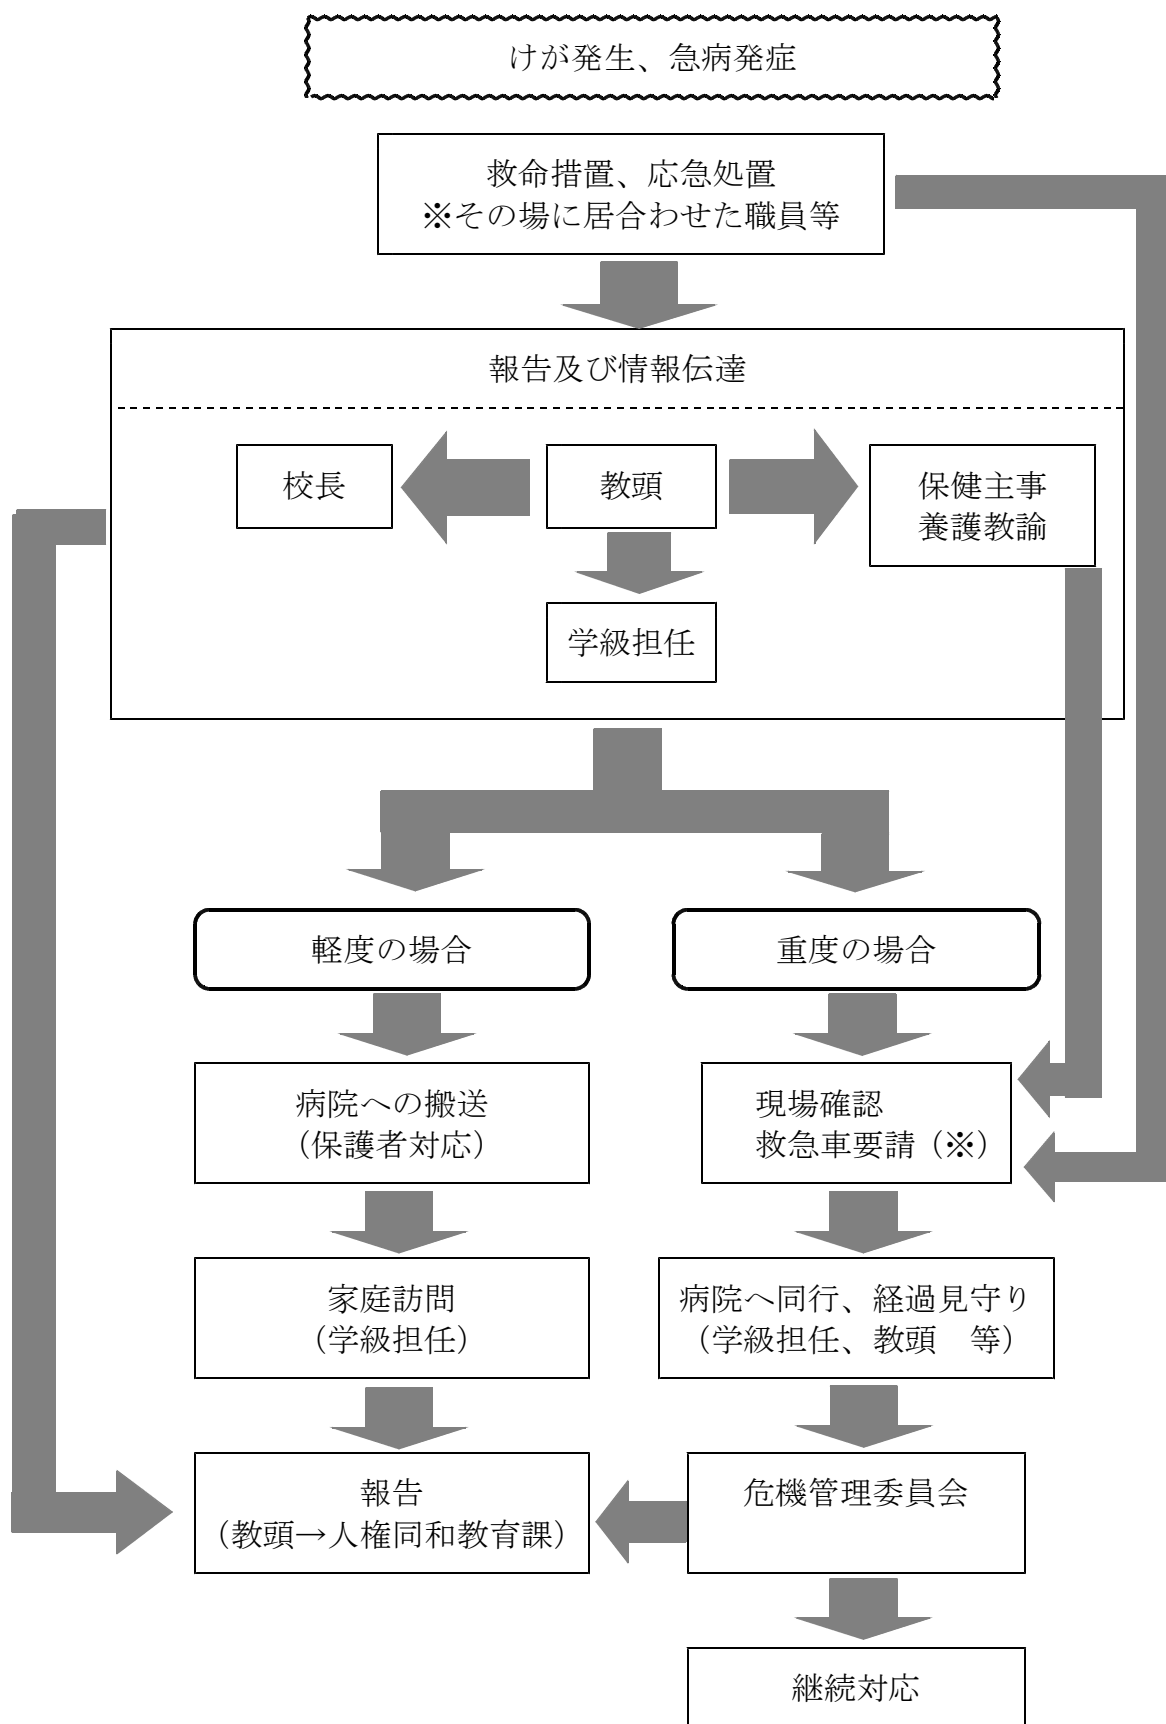 けが発生、急病発症
救命措置、応急処置
※その場に居合わせた職員等
報告及び情報伝達
校長
教頭
保健主事
養護教諭
学級担任
軽度の場合
重度の場合
病院への搬送
（保護者対応）
現場確認
救急車要請（※）
家庭訪問
（学級担任）
病院へ同行、経過見守り
（学級担任、教頭　等）
報告
（教頭→人権同和教育課）
危機管理委員会
継続対応